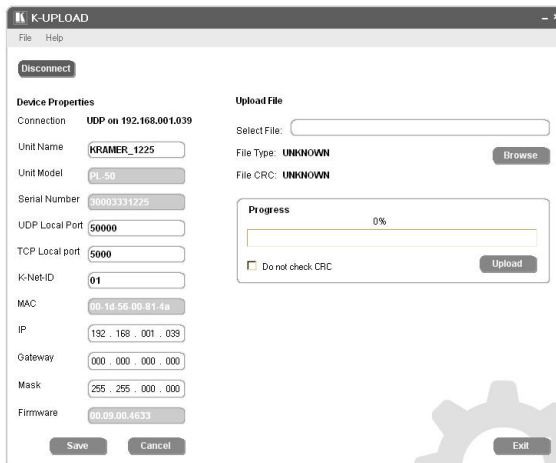 K-UPLOAD
File Help
Disconnect
Device Properties
Connection UDP on 192.168.001.039
Unit Name KRAMER_1225
Unit Model PL-50
Serial Number 30003331225
UDP Local Port 50000
TCP Local port 5000
K-Net-ID 01
MAC 00-1d-56-00-81-4a
IP 192 . 168 . 001 . 039
Gateway 000 . 000 . 000 . 000
Mask 255 . 255 . 000 . 000
Firmware 00.09.00.4633
Save Cancel
Upload File
Select File:
File Type: UNKNOWN
Browse
File CRC: UNKNOWN
Progress
0%
Do not check CRC
Upload
Exit